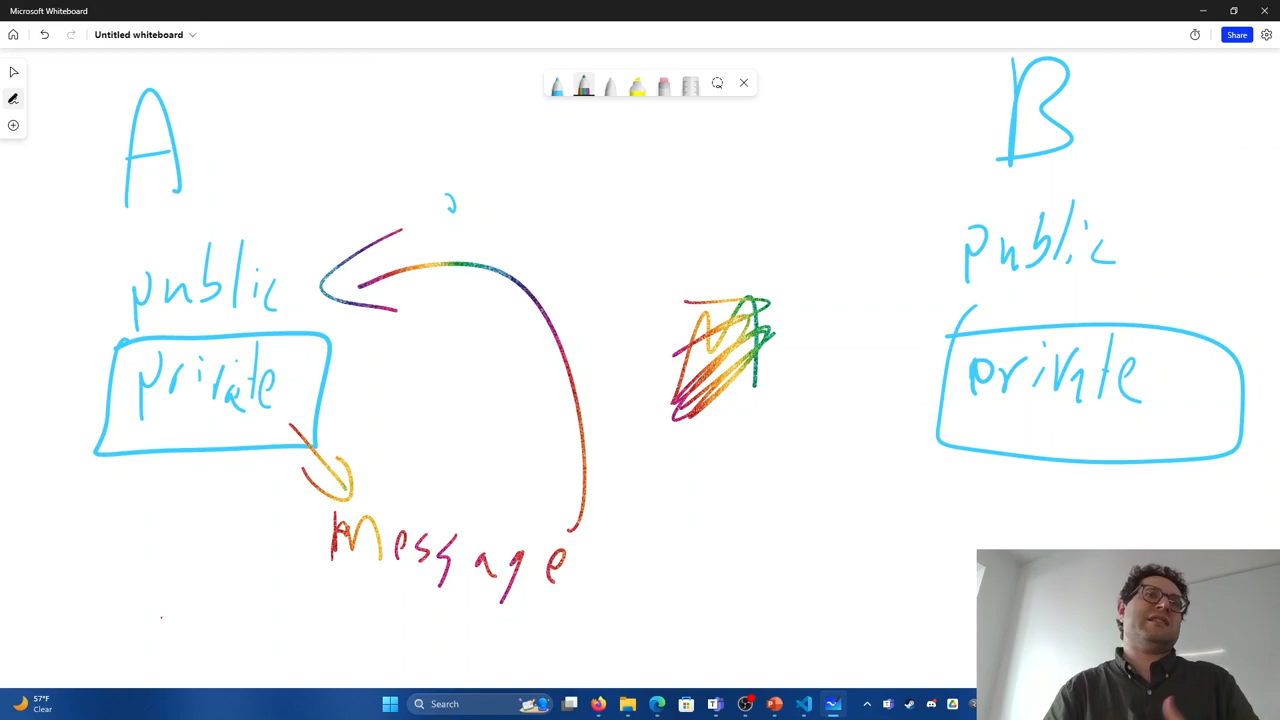 Microsoft Whiteboard
Untitled whiteboard
Share
A
B
public
public
private
private
message
57°F
Clear
Search